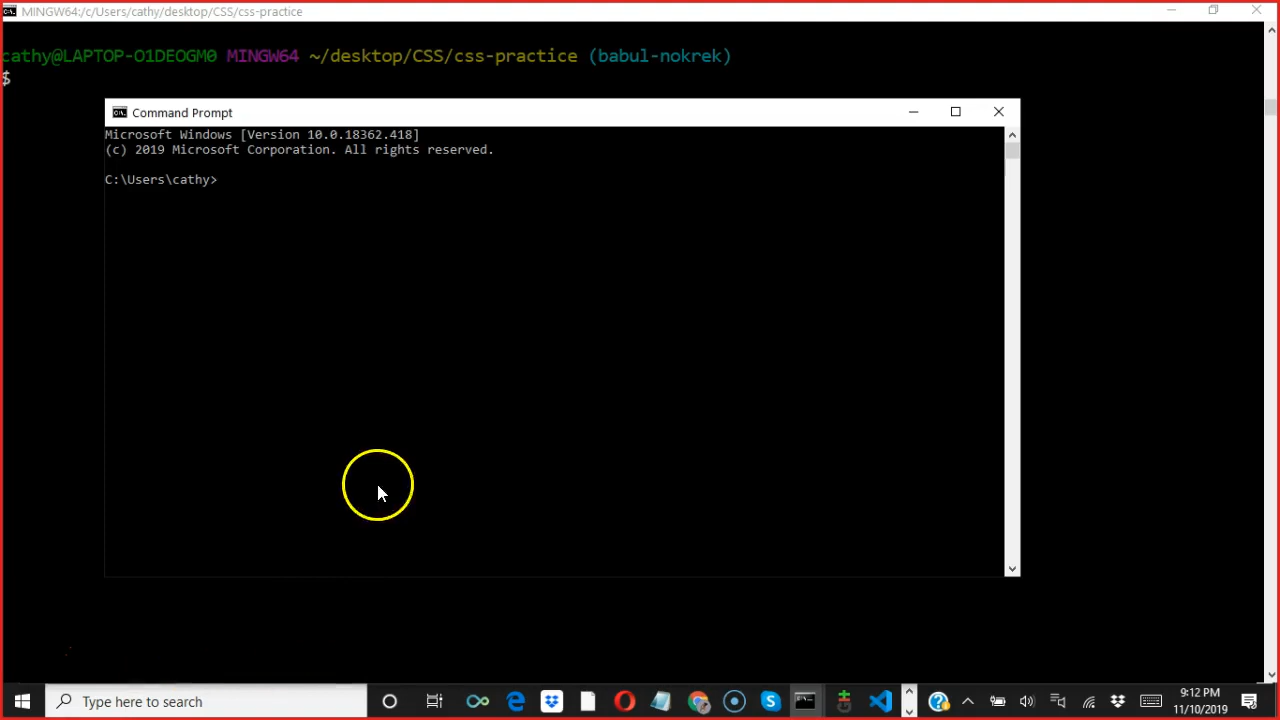 MINGW64:/c/Users/cathy/desktop/CSS/css-practice
cathy@LAPTOP-O1DEOGM0 MINGW64 ~/desktop/CSS/css-practice (babul-nokrek)
$
Command Prompt
Microsoft Windows [Version 10.0.18362.418]
(c) 2019 Microsoft Corporation. All rights reserved.
C:\Users\cathy>
Type here to search
9:12 PM
11/10/2019